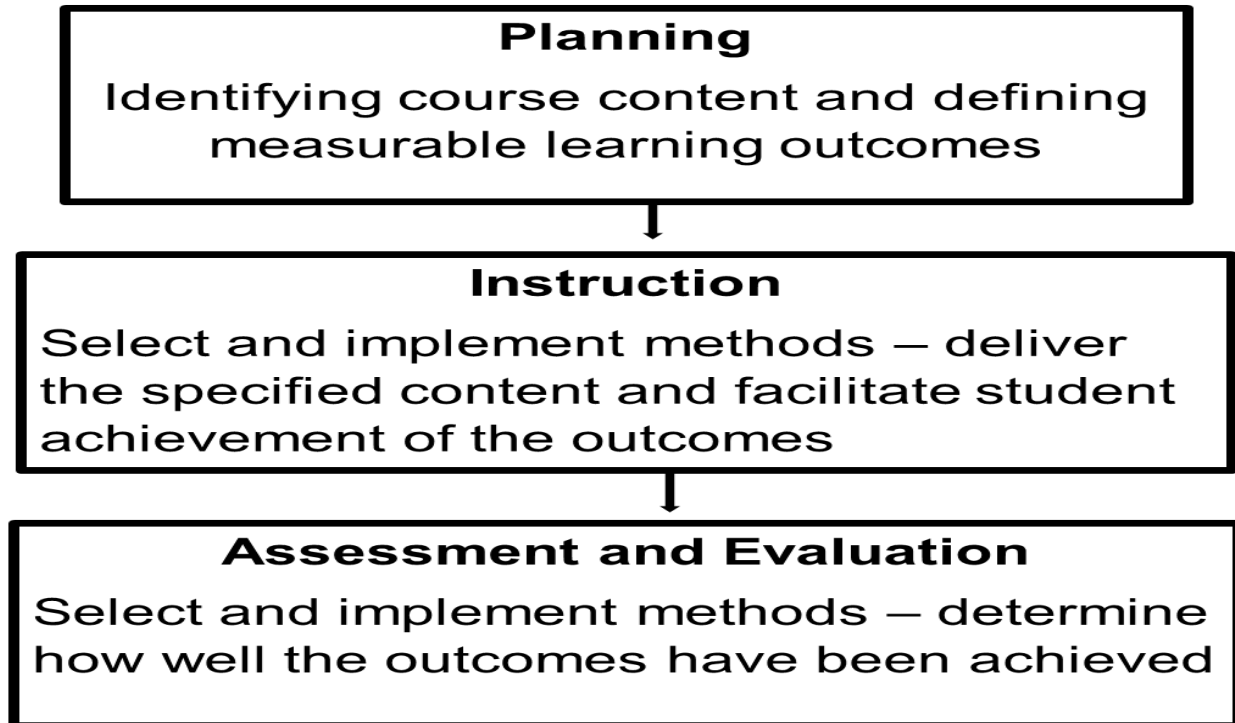 Planning
Identifying course content and defining
measurable learning outcomes
Instruction
Select and implement methods – deliver
the specified content and facilitate student
achievement of the outcomes
Assessment and Evaluation
Select and implement methods – determine
how well the outcomes have been achieved